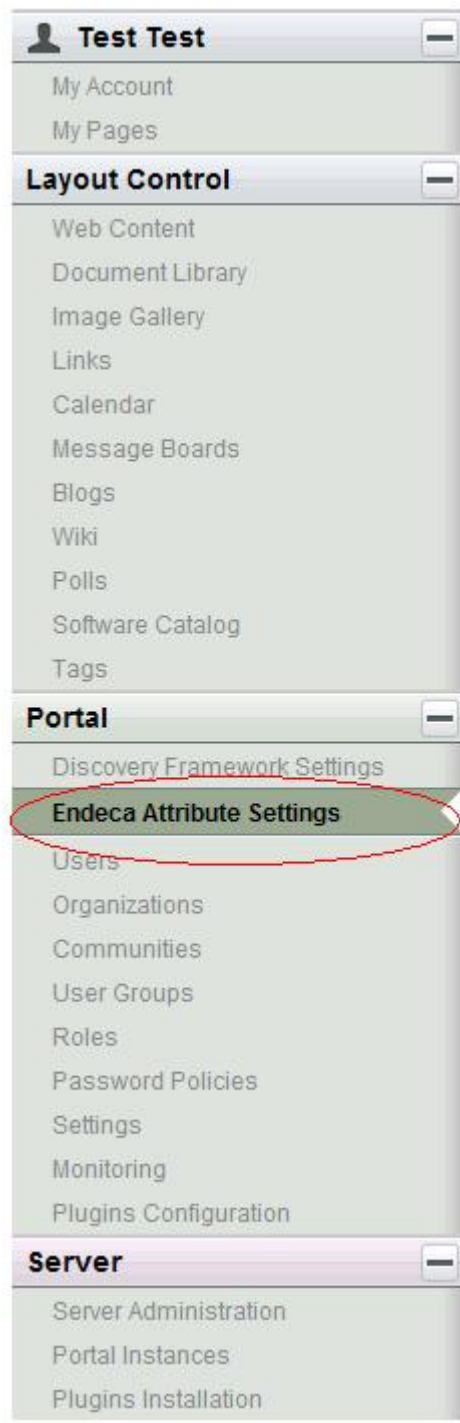 Test Test
My Account
My Pages
Layout Control
Web Content
Document Library
Image Gallery
Links
Calendar
Message Boards
Blogs
Wiki
Polls
Software Catalog
Tags
Portal
Discovery Framework Settings
Endeca Attribute Settings
Users
Organizations
Communities
User Groups
Roles
Password Policies
Settings
Monitoring
Plugins Configuration
Server
Server Administration
Portal Instances
Plugins Installation